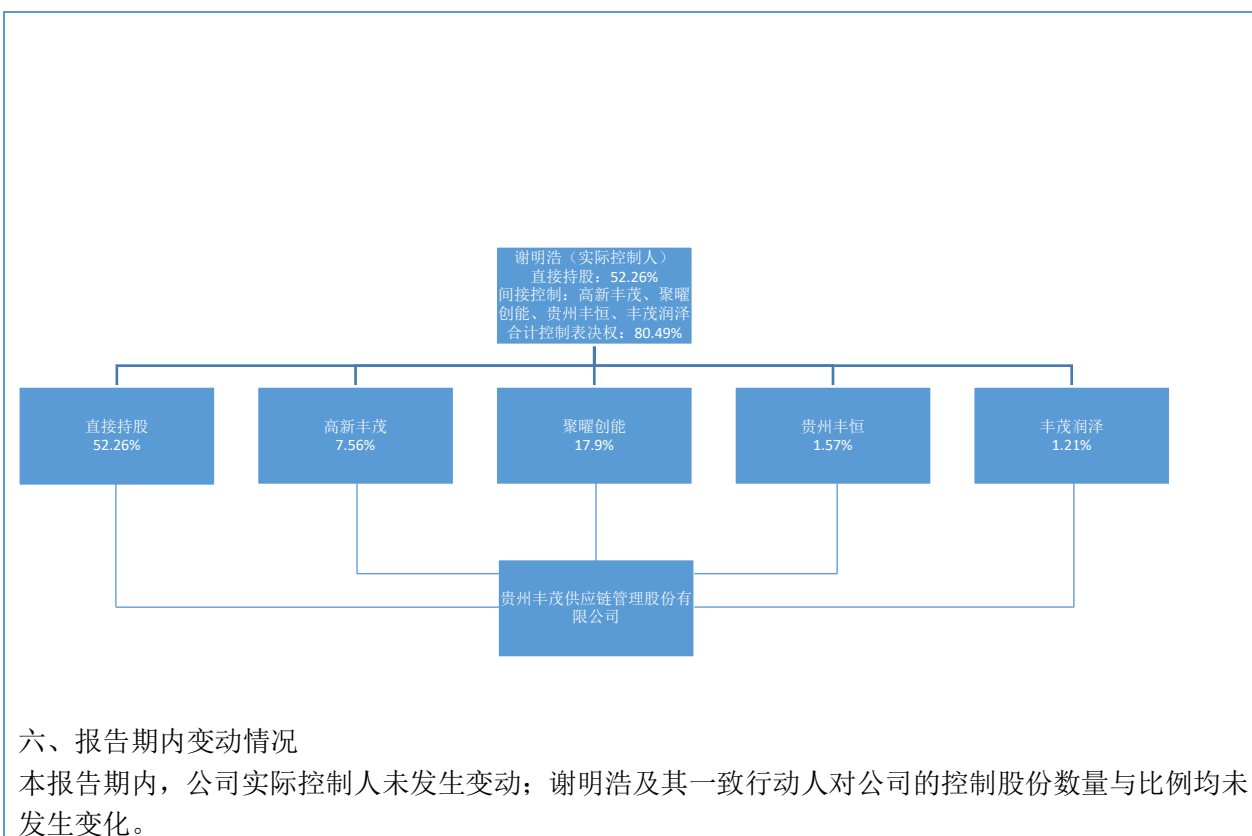 谢明浩（实际控制人）
直接持股：52.26%
间接控制：高新丰茂、聚曜
创能、贵州丰恒、丰茂润泽
合计控制表决权：80.49%
直接持股
52.26%
高新丰茂
7.56%
聚曜创能
17.9%
贵州丰恒
1.57%
丰茂润泽
1.21%
贵州丰茂供应链管理股份有
限公司
六、报告期内变动情况
本报告期内，公司实际控制人未发生变动；谢明浩及其一致行动人对公司的控制股份数量与比例均未
发生变化。